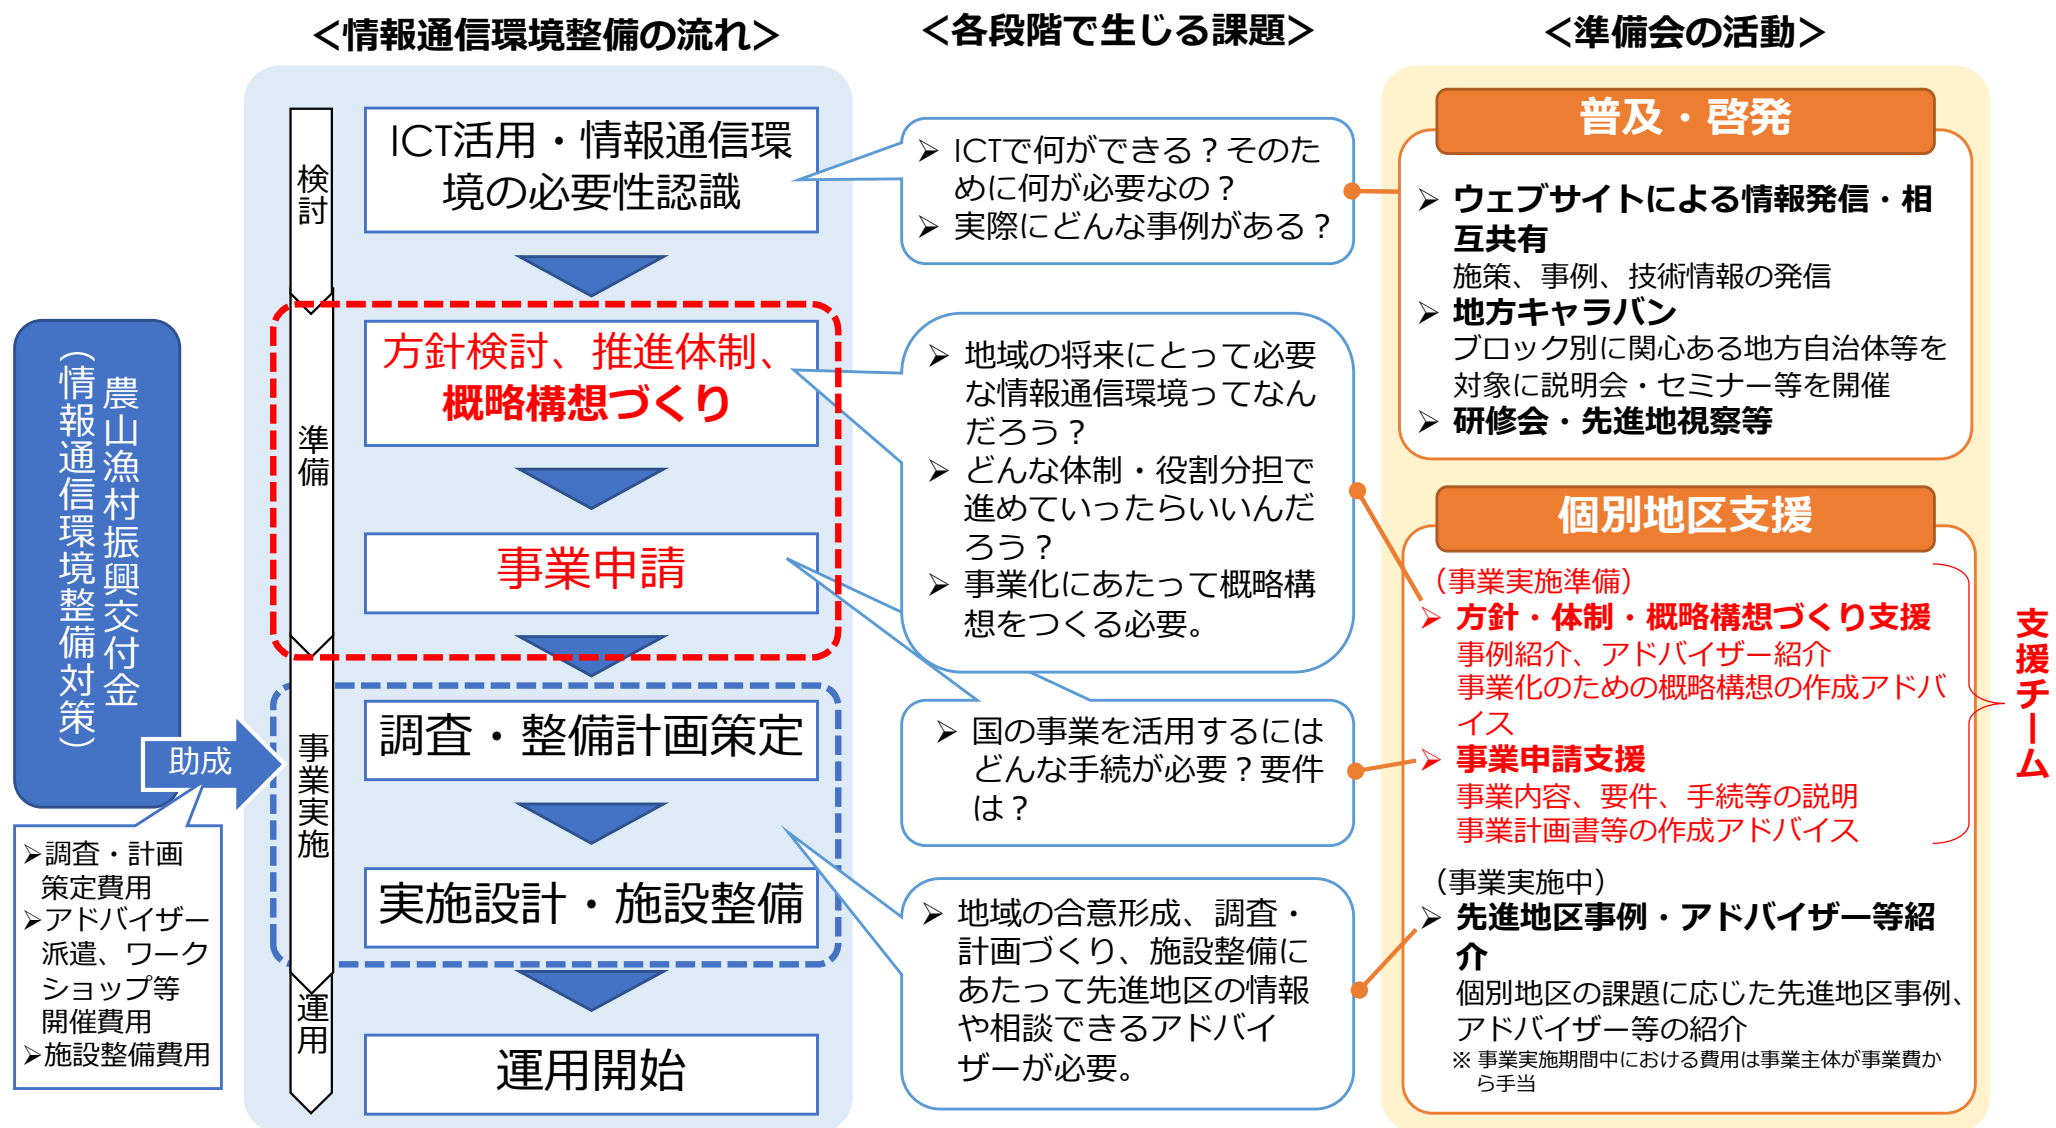 ＜情報通信環境整備の流れ＞
＜各段階で生じる課題＞
＜準備会の活動＞
農山漁村振興交付金
（情報通信環境整備対策）
助成
➢調査・計画
策定費用
➢アドバイザー
派遣、ワーク
ショップ等
開催費用
➢施設整備費用
検討
準備
事業実施
運用
ICT活用・情報通信環
境の必要性認識
方針検討、推進体制、
概略構想づくり
事業申請
調査・整備計画策定
実施設計・施設整備
運用開始
➢ ICTで何ができる？そのた
めに何が必要なの？
➢ 実際にどんな事例がある？
➢ 地域の将来にとって必要
な情報通信環境ってなん
だろう？
➢ どんな体制・役割分担で
進めていったらいいんだ
ろう？
➢ 事業化にあたって概略構
想をつくる必要。
➢ 国の事業を活用するには
どんな手続が必要？要件
は？
➢ 地域の合意形成、調査・
計画づくり、施設整備に
あたって先進地区の情報
や相談できるアドバイ
ザーが必要。
普及・啓発
➢ ウェブサイトによる情報発信・相
互共有
施策、事例、技術情報の発信
➢ 地方キャラバン
ブロック別に関心ある地方自治体等を
対象に説明会・セミナー等を開催
➢ 研修会・先進地視察等
個別地区支援
（事業実施準備）
➢ 方針・体制・概略構想づくり支援
事例紹介、アドバイザー紹介
事業化のための概略構想の作成アドバ
イス
➢ 事業申請支援
事業内容、要件、手続等の説明
事業計画書等の作成アドバイス
（事業実施中）
➢ 先進地区事例・アドバイザー等紹
介
個別地区の課題に応じた先進地区事例、
アドバイザー等の紹介
※ 事業実施期間中における費用は事業主体が事業費か
ら手当
支援チーム